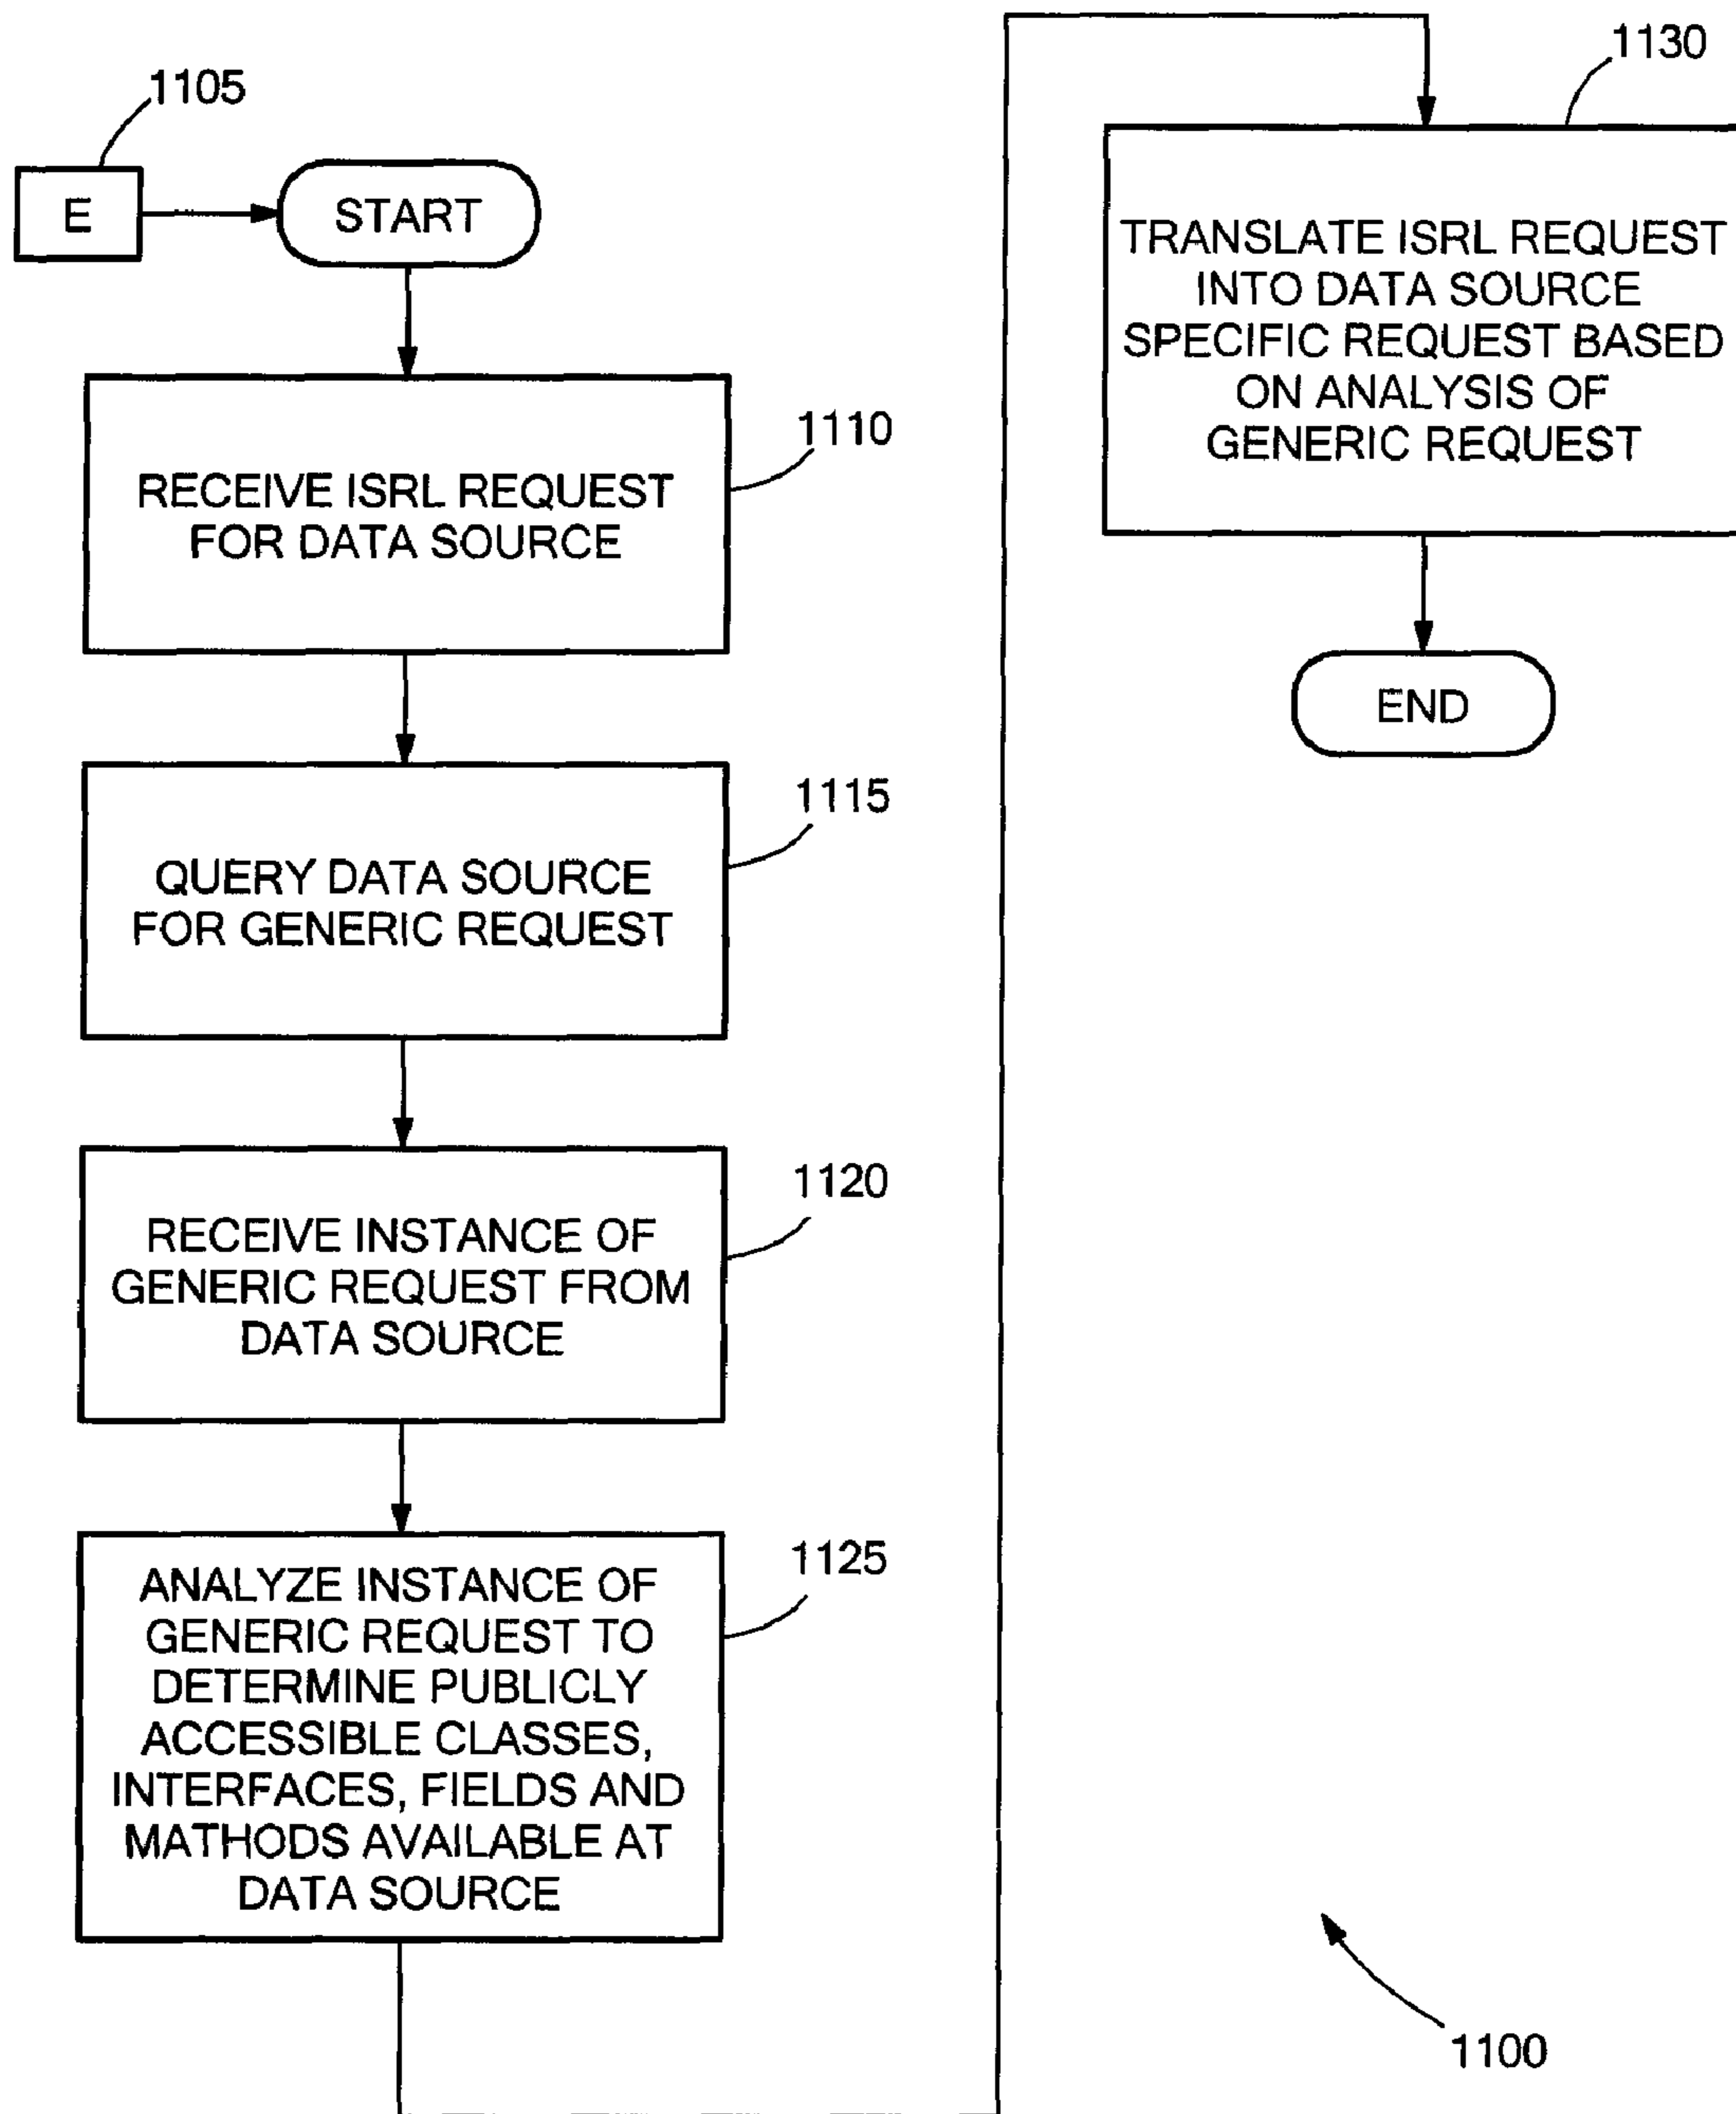 1105
E
START
1110
RECEIVE ISRL REQUEST
FOR DATA SOURCE
1115
QUERY DATA SOURCE
FOR GENERIC REQUEST
1120
RECEIVE INSTANCE OF
GENERIC REQUEST FROM
DATA SOURCE
1125
ANALYZE INSTANCE OF
GENERIC REQUEST TO
DETERMINE PUBLICLY
ACCESSIBLE CLASSES,
INTERFACES, FIELDS AND
MATHODS AVAILABLE AT
DATA SOURCE
1130
TRANSLATE ISRL REQUEST
INTO DATA SOURCE
SPECIFIC REQUEST BASED
ON ANALYSIS OF
GENERIC REQUEST
END
1100